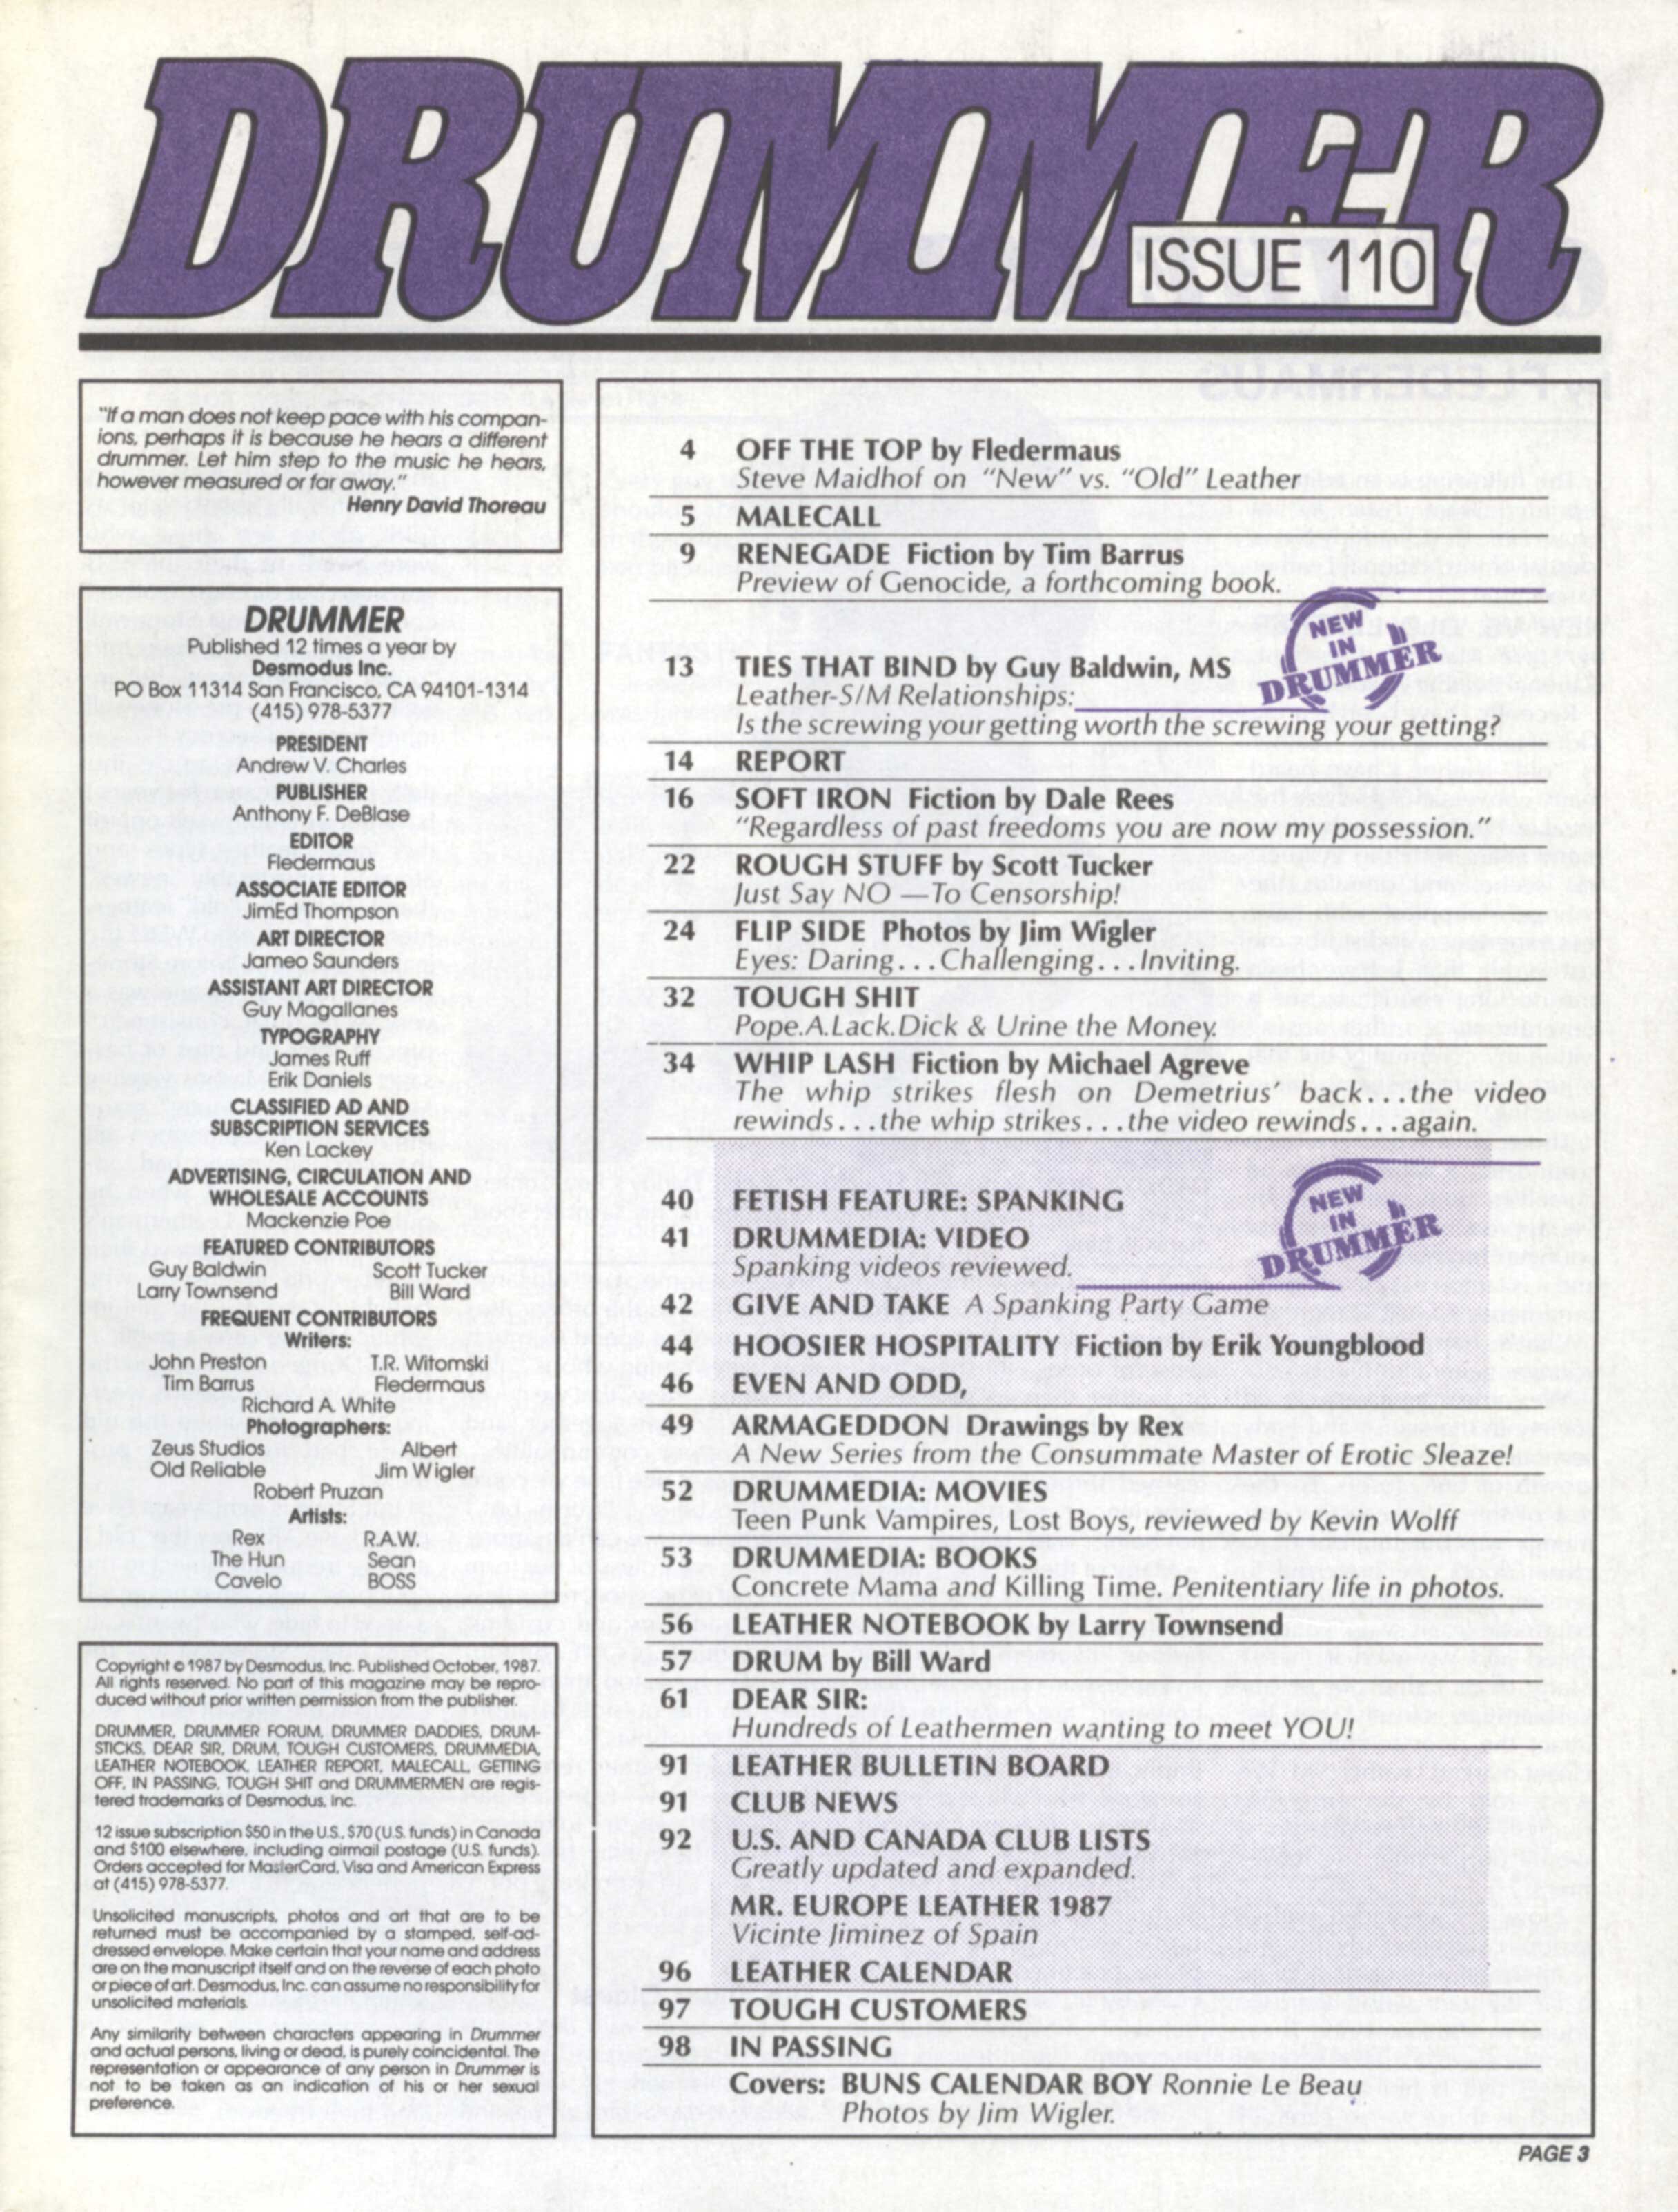 DRUMMER
ISSUE 110
"If a man does not keep pace with his compan-
ions, perhaps it is because he hears a different
drummer. Let him step to the music he hears,
however measured or far away."
Henry David Thoreau
DRUMMER
Published 12 times a year by
Desmodus Inc.
PO Box 11314 San Francisco, CA 94101-1314
(415) 978-5377
PRESIDENT
Andrew V. Charles
PUBLISHER
Anthony F. DeBlase
EDITOR
Fledermaus
ASSOCIATE EDITOR
JimEd Thompson
ART DIRECTOR
Jameo Saunders
ASSISTANT ART DIRECTOR
Guy Magallanes
TYPOGRAPHY
James Ruff
Erik Daniels
CLASSIFIED AD AND
SUBSCRIPTION SERVICES
Ken Lackey
ADVERTISING, CIRCULATION AND
WHOLESALE ACCOUNTS
Mackenzie Poe
FEATURED CONTRIBUTORS
Guy Baldwin Scott Tucker
Larry Townsend Bill Ward
FREQUENT CONTRIBUTORS
Writers:
John Preston T.R. Witomski
Tim Barrus Fledermaus
Richard A. White
Photographers:
Zeus Studios Albert
Old Reliable Jim Wigler
Robert Pruzan
Artists:
Rex R.A.W.
The Hun Sean
Cavelo BOSS
Copyright © 1987 by Desmodus, Inc. Published October, 1987.
All rights reserved. No part of this magazine may be repro-
duced without prior written permission from the publisher.
DRUMMER, DRUMMER FORUM, DRUMMER DADDIES, DRUM-
STICKS, DEAR SIR, DRUM, TOUGH CUSTOMERS, DRUMMEDIA,
LEATHER NOTEBOOK, LEATHER REPORT, MALECALL, GETTING
OFF, IN PASSING, TOUGH SHIT and DRUMMERMEN are regis-
tered trademarks of Desmodus, Inc.
12 issue subscription $50 in the U.S., $70 (U.S. funds) in Canada
and $100 elsewhere, including airmail postage (U.S. funds).
Orders accepted for MasterCard, Visa and American Express
at (415) 978-5377.
Unsolicited manuscripts, photos and art that are to be
returned must be accompanied by a stamped, self-ad-
dressed envelope. Make certain that your name and address
are on the manuscript itself and on the reverse of each photo
or piece of art. Desmodus, Inc. can assume no responsibility for
unsolicited materials.
Any similarity between characters appearing in Drummer
and actual persons, living or dead, is purely coincidental. The
representation or appearance of any person in Drummer is
not to be taken as an indication of his or her sexual
preference.
4 OFF THE TOP by Fledermaus
Steve Maidhof on "New" vs. "Old" Leather
5 MALECALL
9 RENEGADE Fiction by Tim Barrus
Preview of Genocide, a forthcoming book.
NEW
IN
DRUMMER
13 TIES THAT BIND by Guy Baldwin, MS
Leather-S/M Relationships:
Is the screwing your getting worth the screwing your getting?
14 REPORT
16 SOFT IRON Fiction by Dale Rees
"Regardless of past freedoms you are now my possession."
22 ROUGH STUFF by Scott Tucker
Just Say NO — To Censorship!
24 FLIP SIDE Photos by Jim Wigler
Eyes: Daring...Challenging...Inviting.
32 TOUGH SHIT
Pope.A.Lack.Dick & Urine the Money.
34 WHIP LASH Fiction by Michael Agreve
The whip strikes flesh on Demetrius' back...the video
rewinds...the whip strikes...the video rewinds...again.
NEW
IN
DRUMMER
40 FETISH FEATURE: SPANKING
41 DRUMMEDIA: VIDEO
Spanking videos reviewed.
42 GIVE AND TAKE A Spanking Party Game
44 HOOSIER HOSPITALITY Fiction by Erik Youngblood
46 EVEN AND ODD,
49 ARMAGEDDON Drawings by Rex
A New Series from the Consummate Master of Erotic Sleaze!
52 DRUMMEDIA: MOVIES
Teen Punk Vampires, Lost Boys, reviewed by Kevin Wolff
53 DRUMMEDIA: BOOKS
Concrete Mama and Killing Time. Penitentiary life in photos.
56 LEATHER NOTEBOOK by Larry Townsend
57 DRUM by Bill Ward
61 DEAR SIR:
Hundreds of Leathermen wanting to meet YOU!
91 LEATHER BULLETIN BOARD
91 CLUB NEWS
92 U.S. AND CANADA CLUB LISTS
Greatly updated and expanded.
MR. EUROPE LEATHER 1987
Vicinte Jiminez of Spain
96 LEATHER CALENDAR
97 TOUGH CUSTOMERS
98 IN PASSING
Covers: BUNS CALENDAR BOY Ronnie Le Beau
Photos by Jim Wigler.
PAGE 3